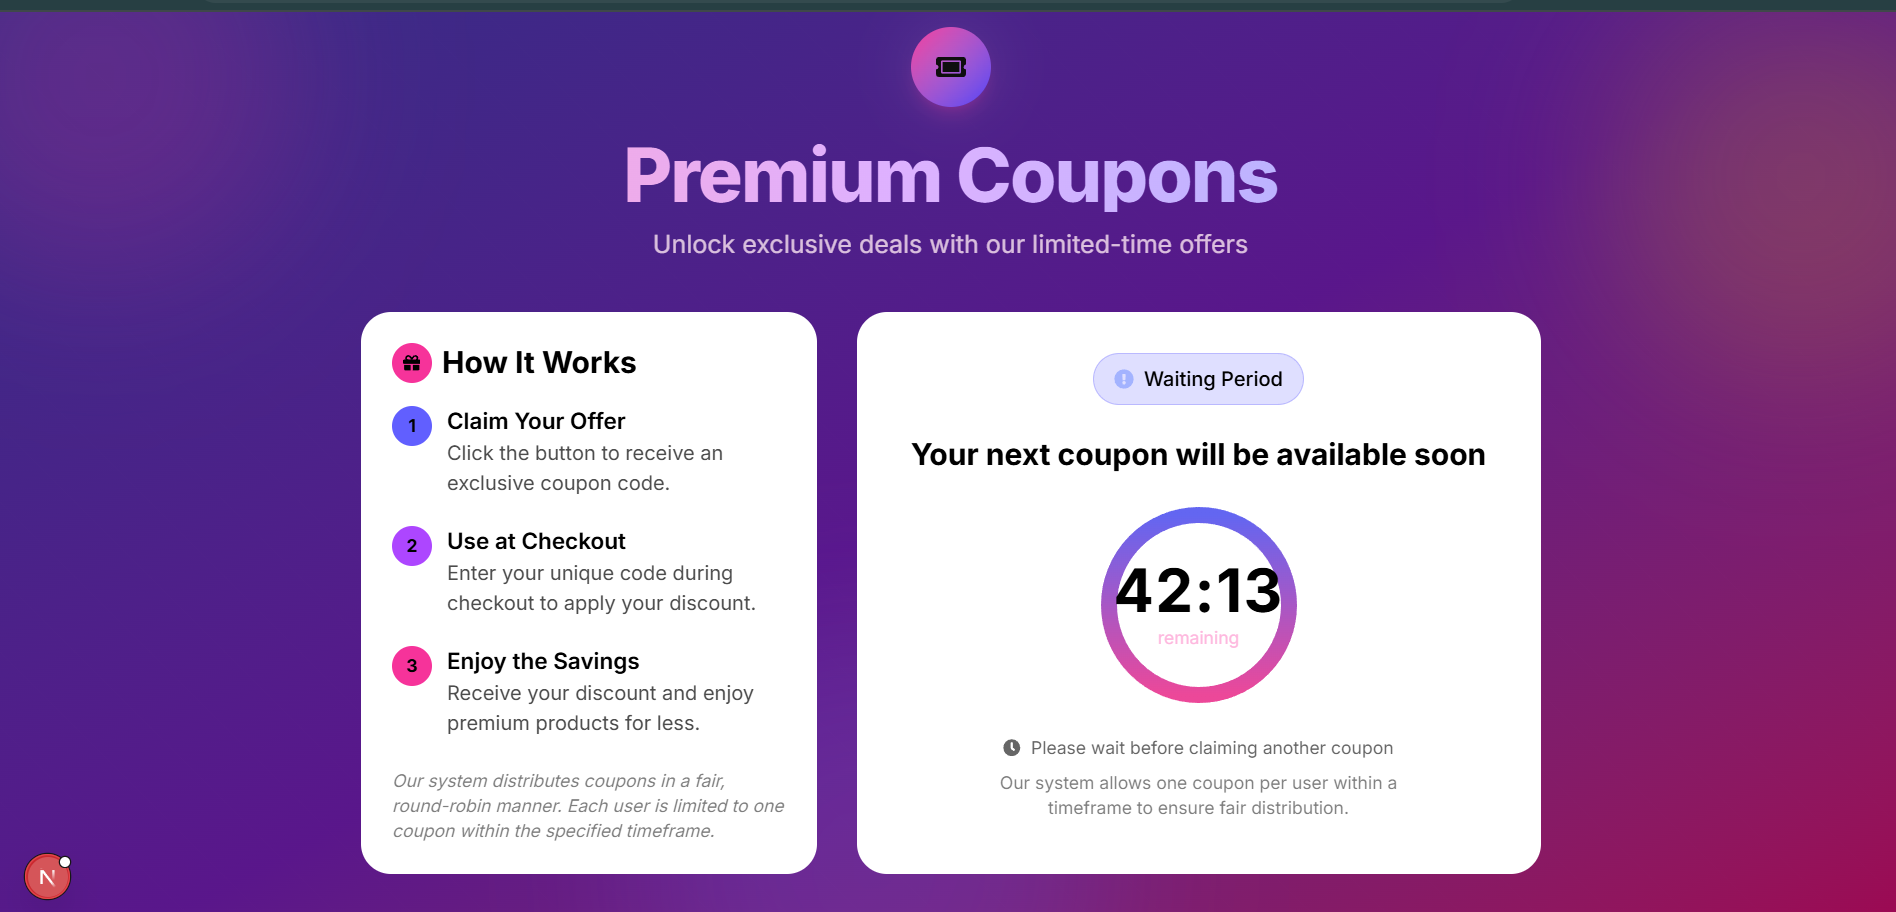 Premium Coupons
Unlock exclusive deals with our limited-time offers
How It Works
1
Claim Your Offer
Click the button to receive an
exclusive coupon code.
2
Use at Checkout
Enter your unique code during
checkout to apply your discount.
3
Enjoy the Savings
Receive your discount and enjoy
premium products for less.
Our system distributes coupons in a fair,
round-robin manner. Each user is limited to one
coupon within the specified timeframe.
Waiting Period
Your next coupon will be available soon
42:13
remaining
Please wait before claiming another coupon
Our system allows one coupon per user within a
timeframe to ensure fair distribution.
N